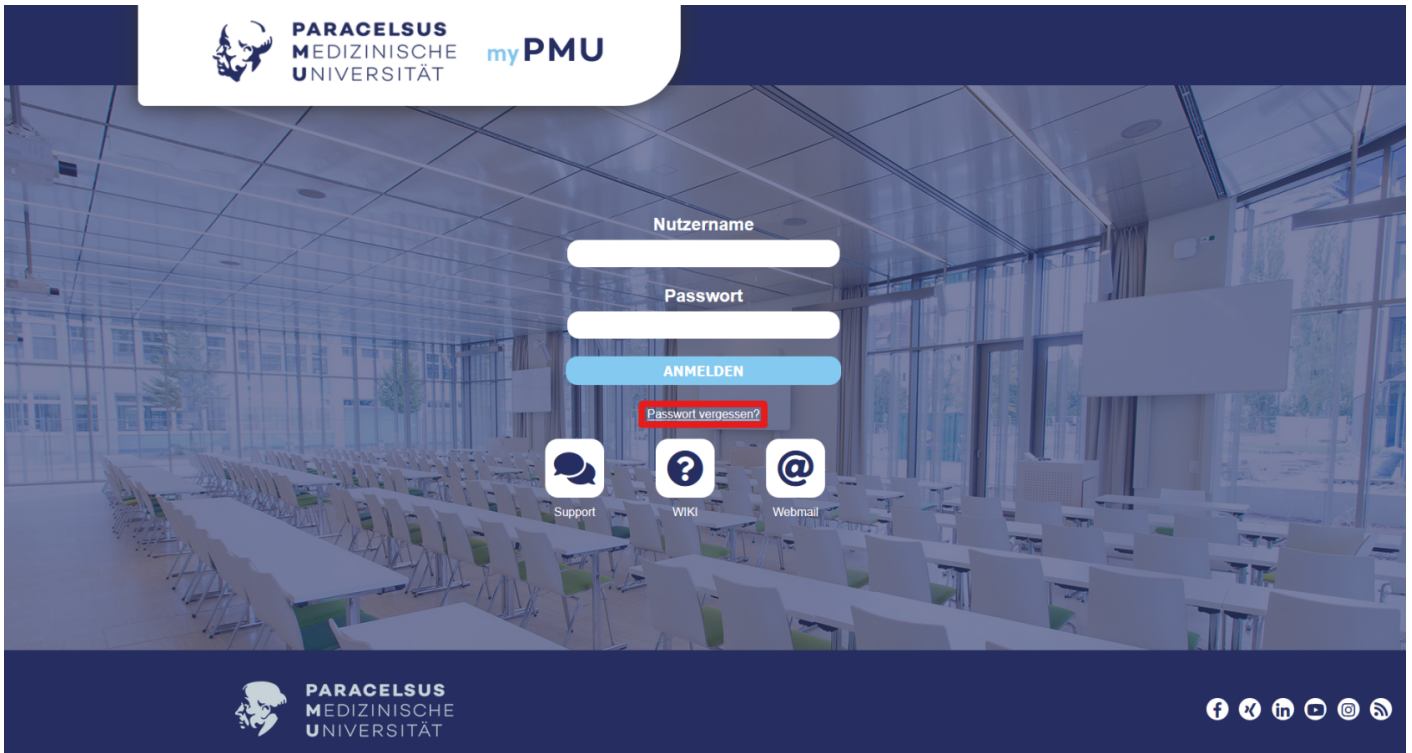 PARACELSUS
MEDIZINISCHE
UNIVERSITÄT
myPMU
Nutzername
Passwort
ANMELDEN
Passwort vergessen?
Support
WIKI
Webmail
PARACELSUS
MEDIZINISCHE
UNIVERSITÄT